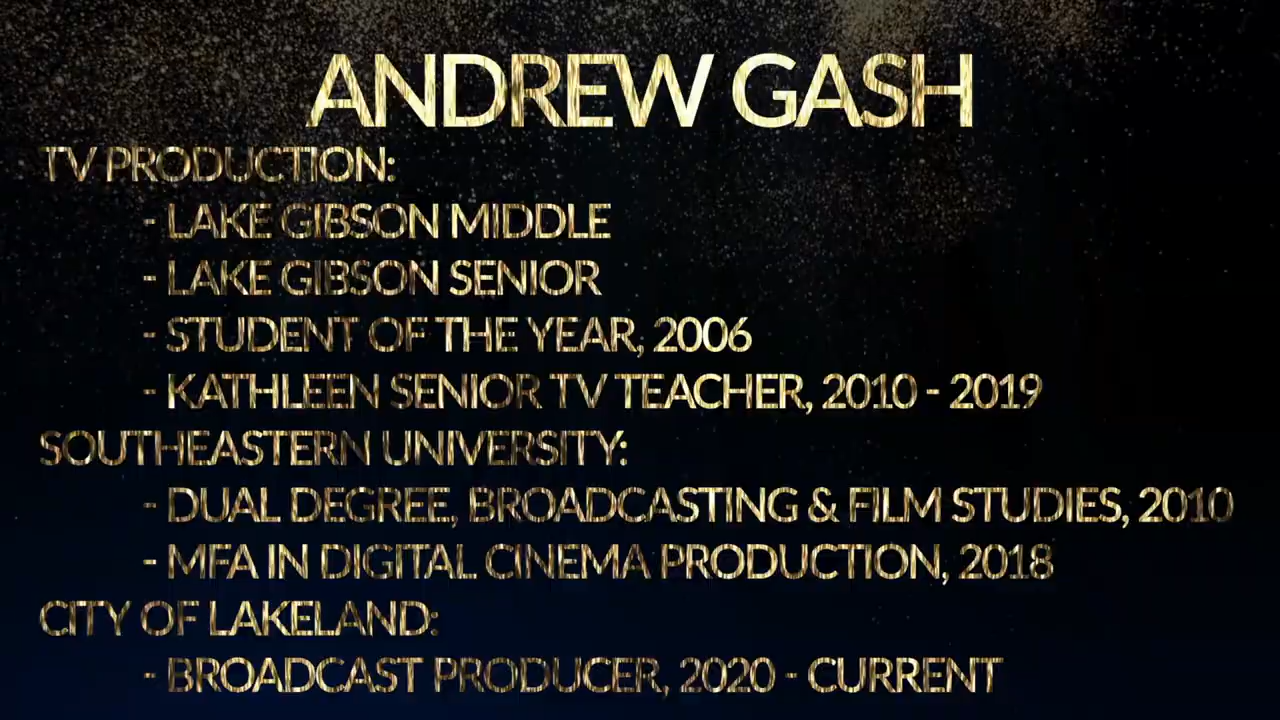 ANDREW GASH
TV PRODUCTION:
- LAKE GIBSON MIDDLE
- LAKE GIBSON SENIOR
- STUDENT OF THE YEAR, 2006
- KATHLEEN SENIOR TV TEACHER, 2010 - 2019
SOUTHEASTERN UNIVERSITY:
- DUAL DEGREE, BROADCASTING & FILM STUDIES, 2010
- MFA IN DIGITAL CINEMA PRODUCTION, 2018
CITY OF LAKELAND:
- BROADCAST PRODUCER, 2020 - CURRENT